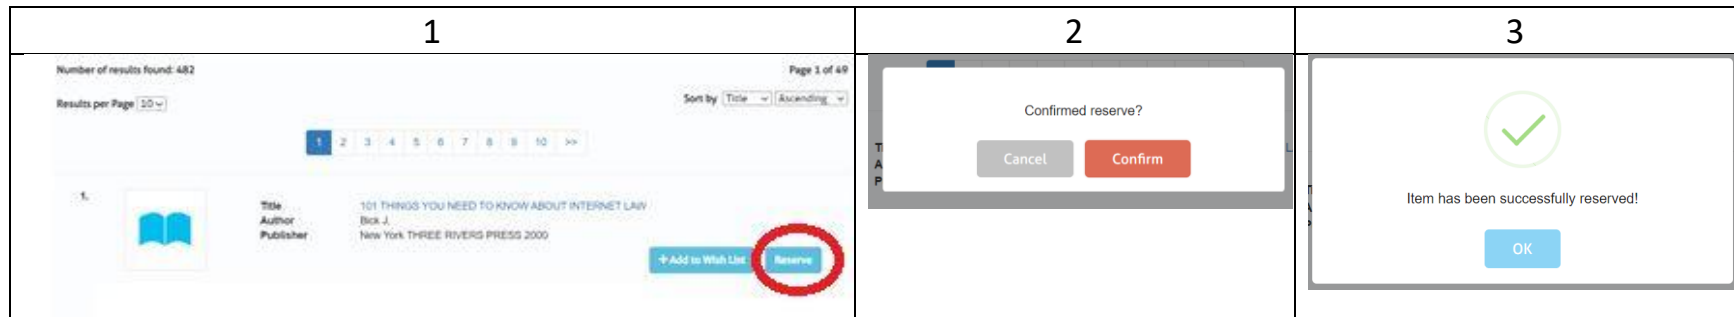 1
2
3
Number of results found: 482
Page 1 of 49
Results per Page 10
Sort by Title Ascending
1 2 3 4 5 6 7 8 9 10 >>
1.
Title 101 THINGS YOU NEED TO KNOW ABOUT INTERNET LAW
Author Bick J.
Publisher New York THREE RIVERS PRESS 2000
+ Add to Wish List Reserve
Confirmed reserve?
Cancel Confirm
T
A
P
L
Item has been successfully reserved!
OK